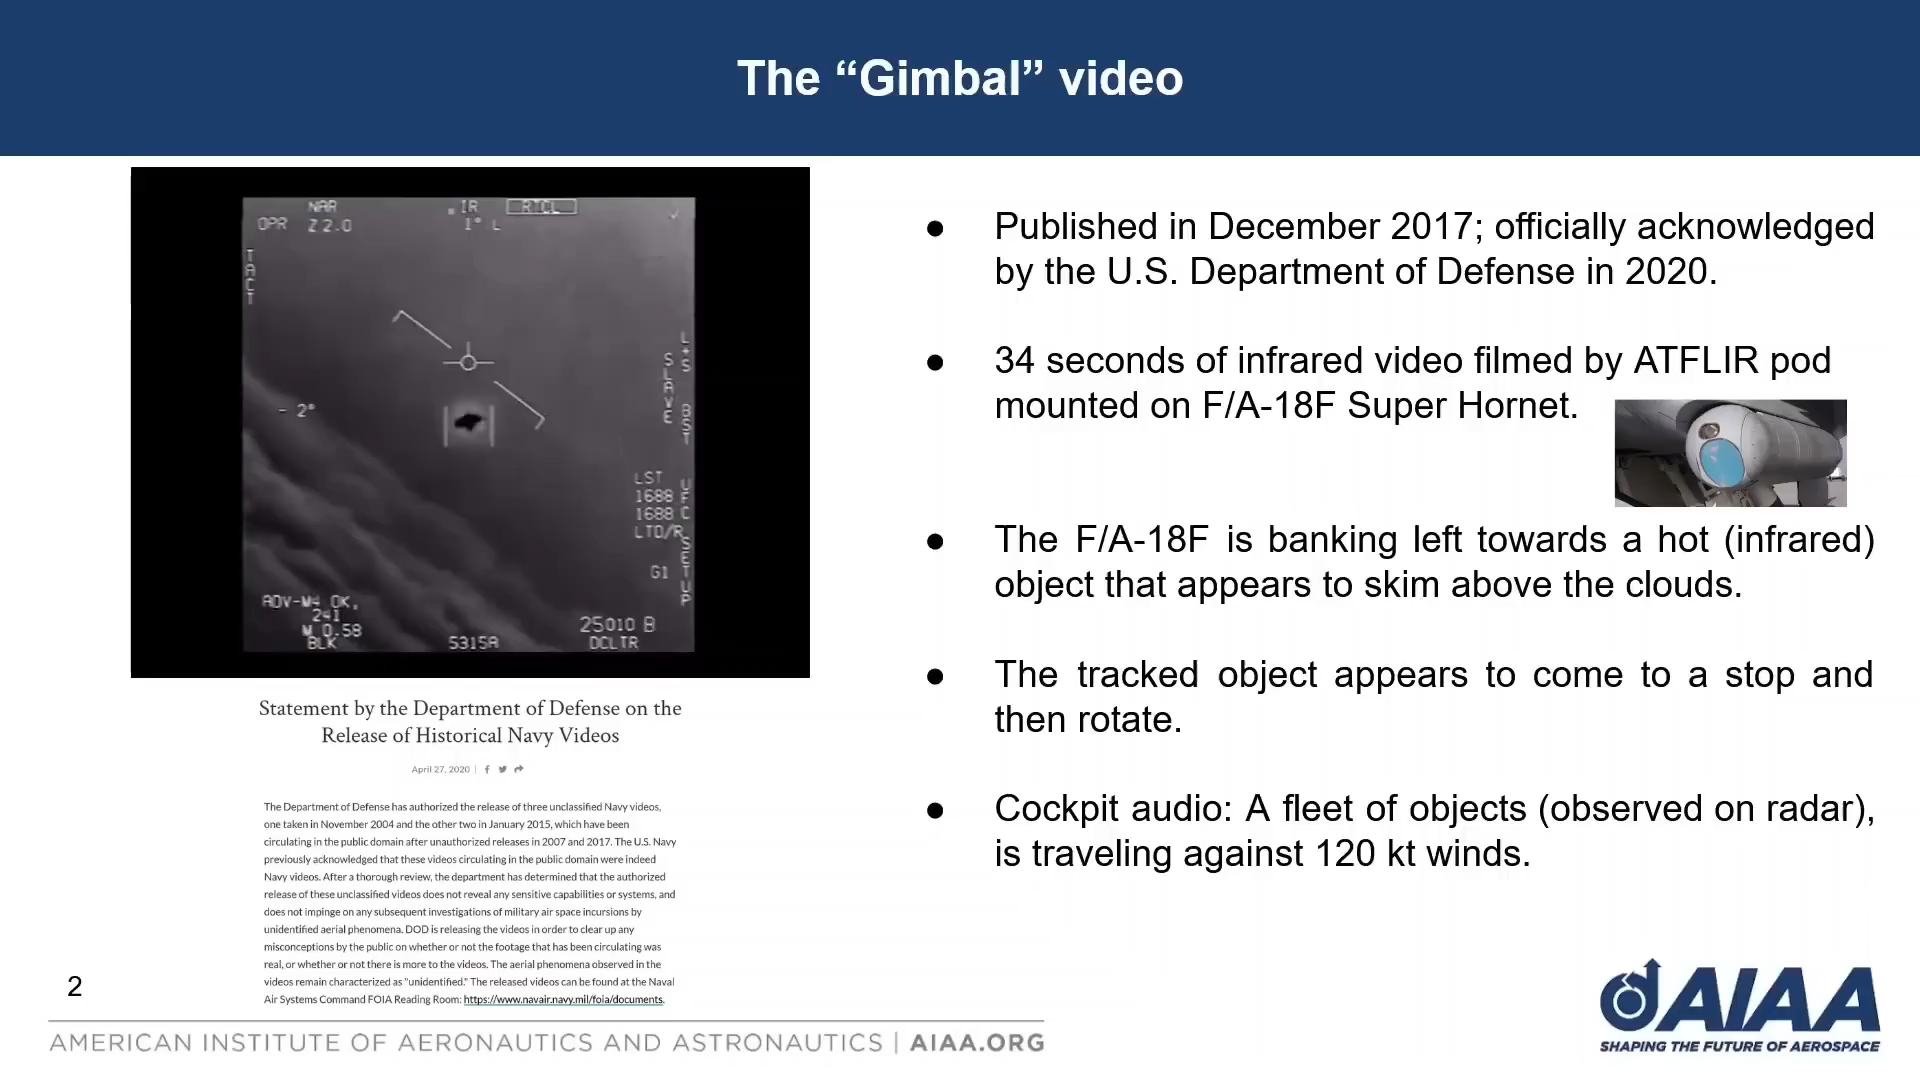 The “Gimbal” video
NAR
IR
RTCL
OPR Z 2.0
1° L
TACT
L+S
SLAVE
BST
- 2°
LST
1688
1688
LTD/R
UFC
SETUP
G1
ADV-M4 OK,
241
M 0.58
BLK
S315A
25010 B
DCLTR
Statement by the Department of Defense on the
Release of Historical Navy Videos
April 27, 2020
The Department of Defense has authorized the release of three unclassified Navy videos,
one taken in November 2004 and the other two in January 2015, which have been
circulating in the public domain after unauthorized releases in 2007 and 2017. The U.S. Navy
previously acknowledged that these videos circulating in the public domain were indeed
Navy videos. After a thorough review, the department has determined that the authorized
release of these unclassified videos does not reveal any sensitive capabilities or systems, and
does not impinge on any subsequent investigations of military air space incursions by
unidentified aerial phenomena. DOD is releasing the videos in order to clear up any
misconceptions by the public on whether or not the footage that has been circulating was
real, or whether or not there is more to the videos. The aerial phenomena observed in the
videos remain characterized as "unidentified." The released videos can be found at the Naval
Air Systems Command FOIA Reading Room: https://www.navair.navy.mil/foia/documents.
● Published in December 2017; officially acknowledged
by the U.S. Department of Defense in 2020.
● 34 seconds of infrared video filmed by ATFLIR pod
mounted on F/A-18F Super Hornet.
● The F/A-18F is banking left towards a hot (infrared)
object that appears to skim above the clouds.
● The tracked object appears to come to a stop and
then rotate.
● Cockpit audio: A fleet of objects (observed on radar),
is traveling against 120 kt winds.
2
AMERICAN INSTITUTE OF AERONAUTICS AND ASTRONAUTICS | AIAA.ORG
AIAA
SHAPING THE FUTURE OF AEROSPACE